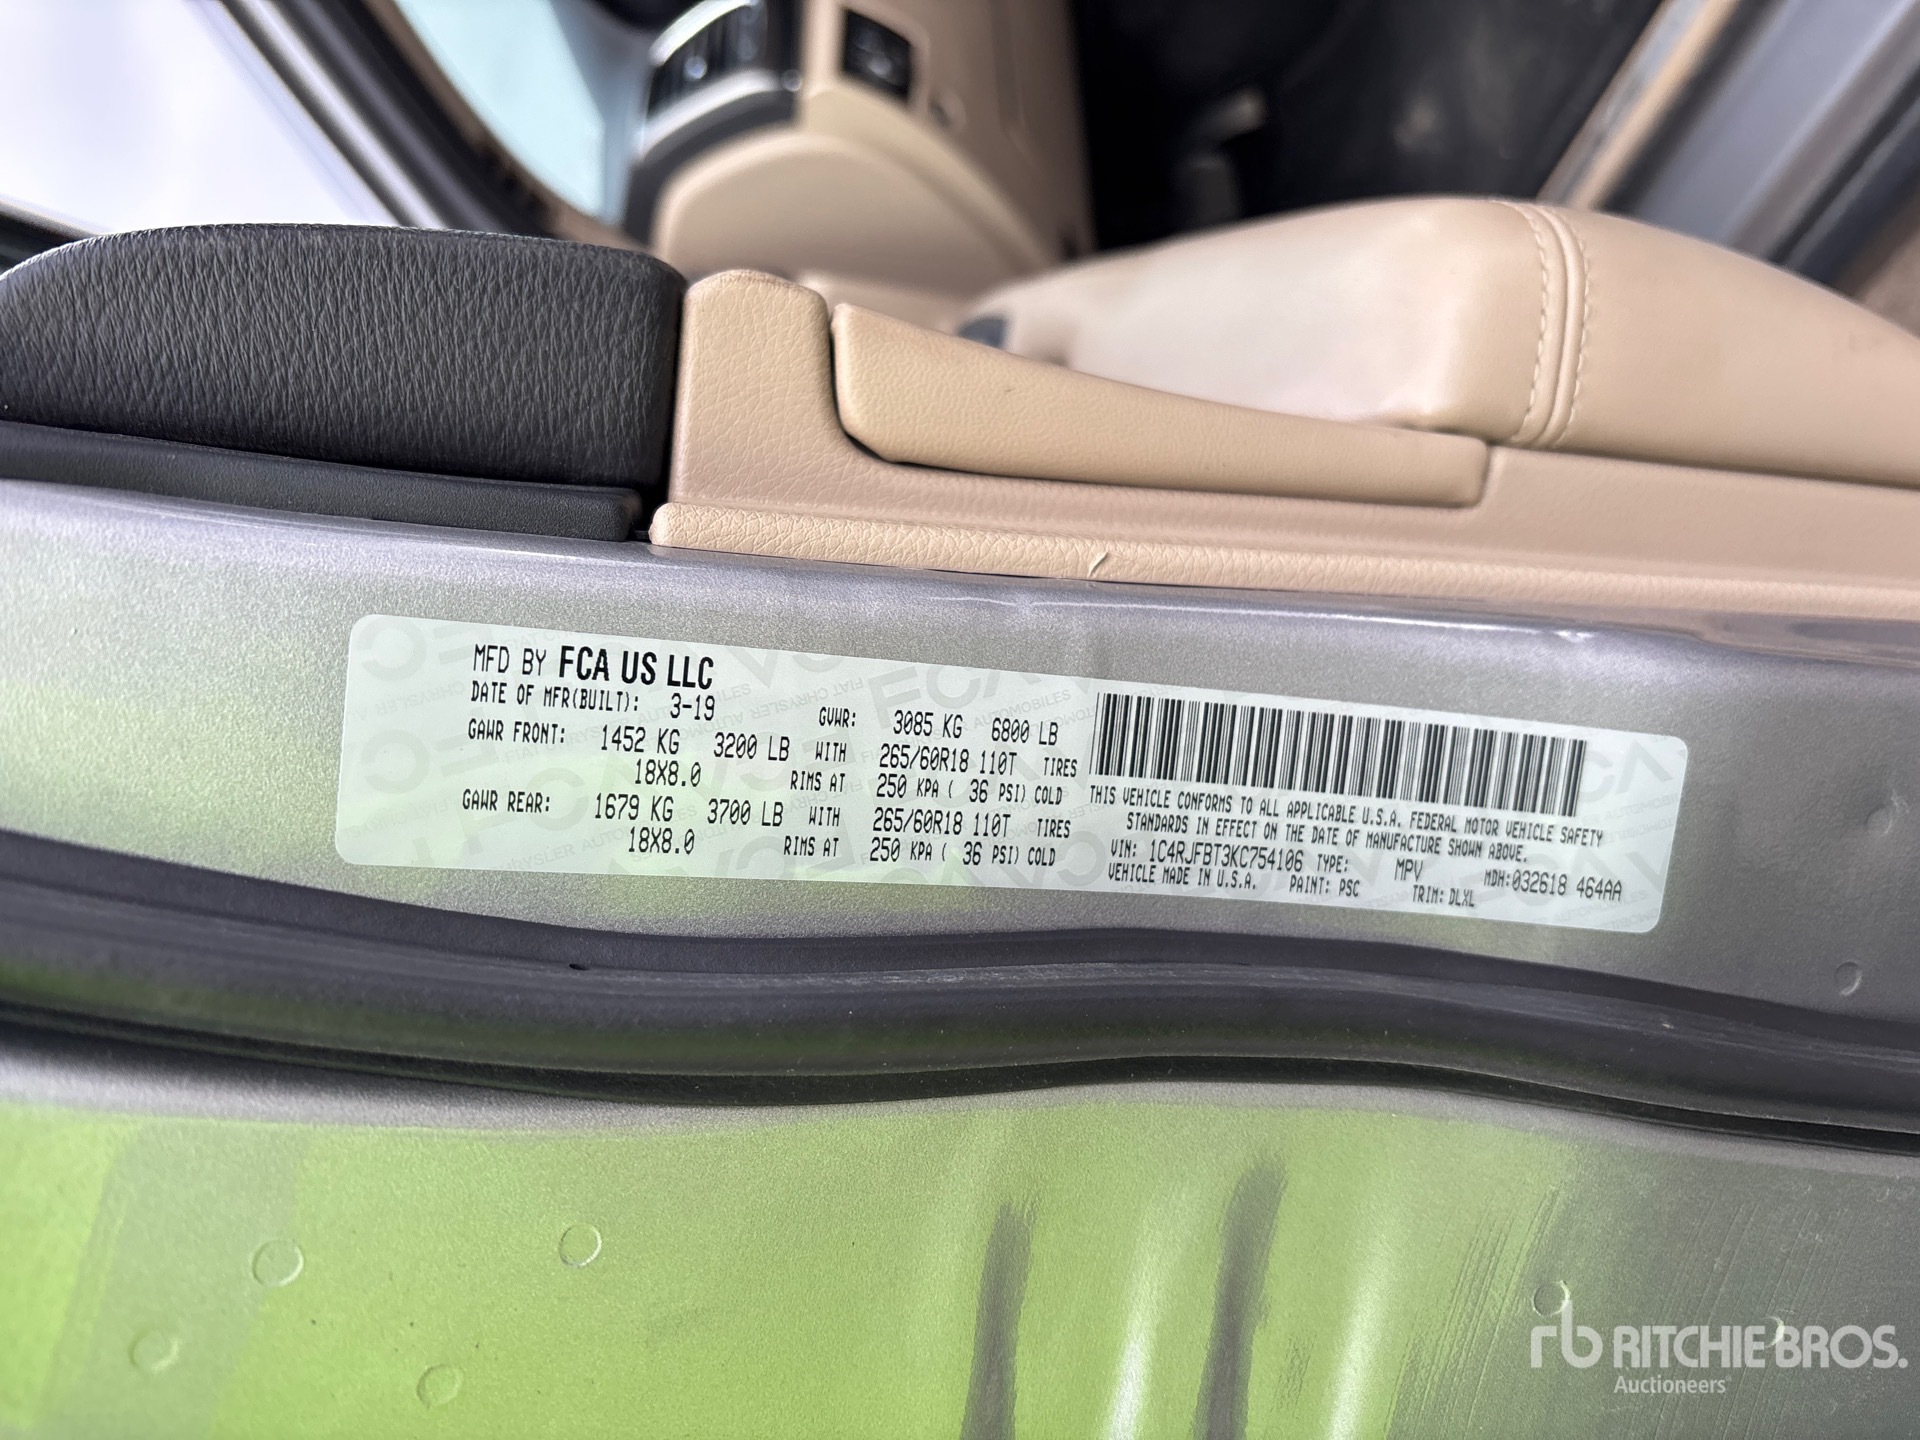 MFD BY FCA US LLC
DATE OF MFR(BUILT): 3-19 GVWR: 3085 KG 6800 LB
GAWR FRONT: 1452 KG 3200 LB WITH 265/60R18 110T TIRES
18X8.0 RIMS AT 250 KPA ( 36 PSI) COLD
GAWR REAR: 1679 KG 3700 LB WITH 265/60R18 110T TIRES
18X8.0 RIMS AT 250 KPA ( 36 PSI) COLD
THIS VEHICLE CONFORMS TO ALL APPLICABLE U.S.A. FEDERAL MOTOR VEHICLE SAFETY
STANDARDS IN EFFECT ON THE DATE OF MANUFACTURE SHOWN ABOVE.
VIN: 1C4RJFBT3KC754106 TYPE: MPV MDH:032618 464AA
VEHICLE MADE IN U.S.A. PAINT: PSC TRIM: DLXL
rb RITCHIE BROS.
Auctioneers